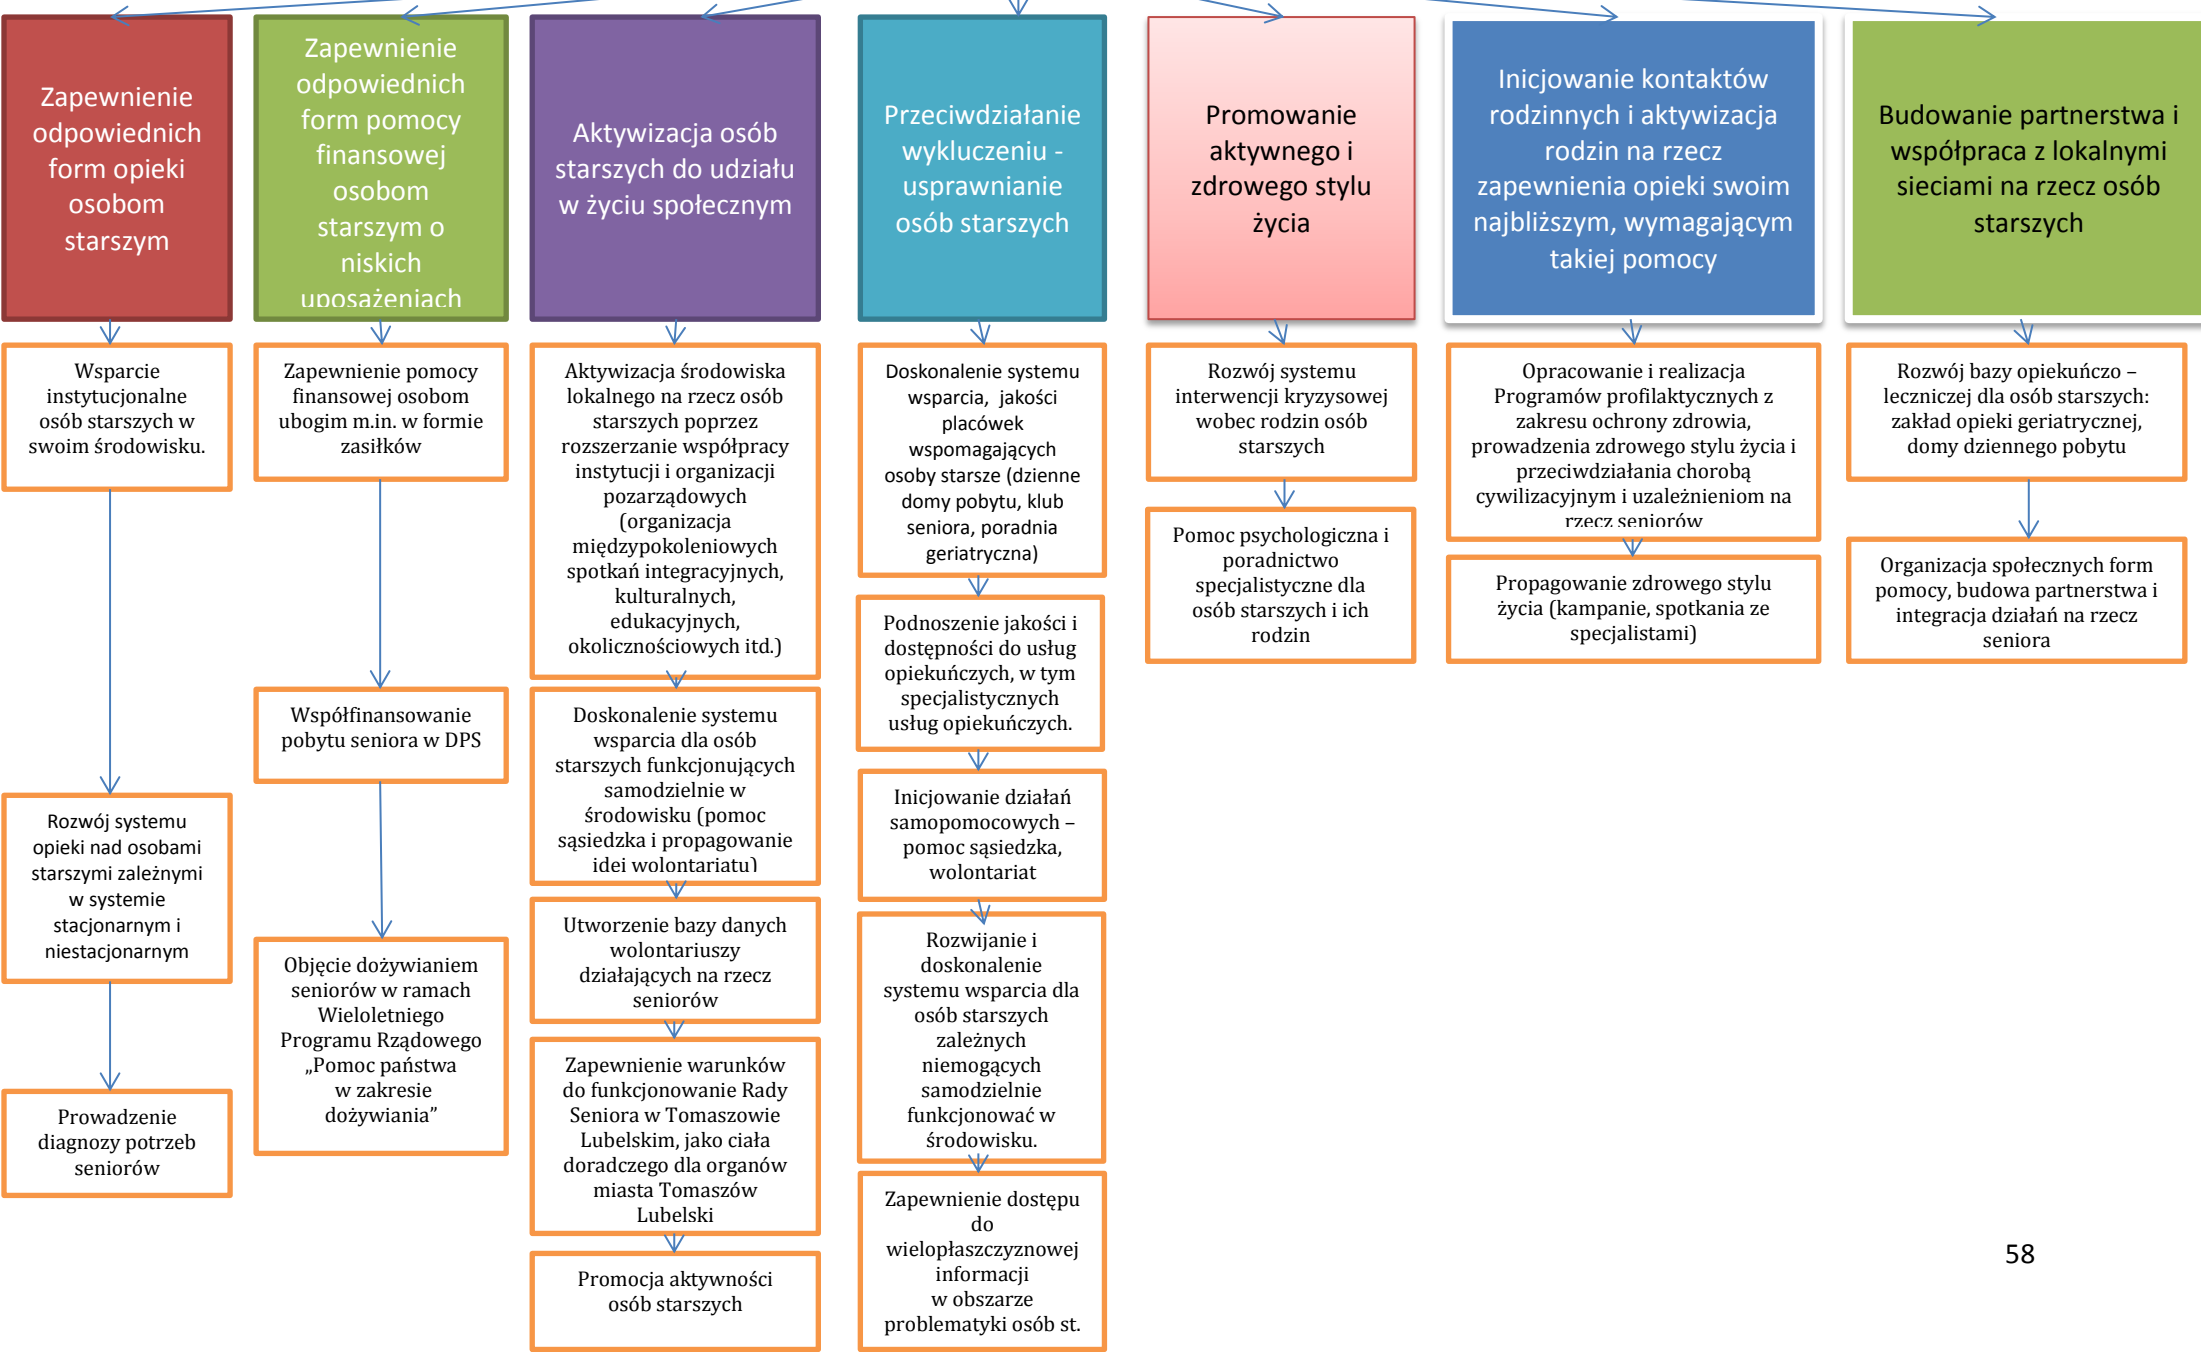 Zapewnienie
odpowiednich
form opieki
osobom
starszym
Zapewnienie
odpowiednich
form pomocy
finansowej
osobom
starszym o
niskich
uposażeniach
Aktywizacja osób
starszych do udziału
w życiu społecznym
Przeciwdziałanie
wykluczeniu -
usprawnianie
osób starszych
Promowanie
aktywnego i
zdrowego stylu
życia
Inicjowanie kontaktów
rodzinnych i aktywizacja
rodzin na rzecz
zapewnienia opieki swoim
najbliższym, wymagającym
takiej pomocy
Budowanie partnerstwa i
współpraca z lokalnymi
sieciami na rzecz osób
starszych
Wsparcie
instytucjonalne
osób starszych w
swoim środowisku.
Rozwój systemu
opieki nad osobami
starszymi zależnymi
w systemie
stacjonarnym i
niestacjonarnym
Prowadzenie
diagnozy potrzeb
seniorów
Zapewnienie pomocy
finansowej osobom
ubogim m.in. w formie
zasiłków
Współfinansowanie
pobytu seniora w DPS
Objęcie dożywianiem
seniorów w ramach
Wieloletniego
Programu Rządowego
„Pomoc państwa
w zakresie
dożywiania”
Aktywizacja środowiska
lokalnego na rzecz osób
starszych poprzez
rozszerzanie współpracy
instytucji i organizacji
pozarządowych
(organizacja
międzypokoleniowych
spotkań integracyjnych,
kulturalnych,
edukacyjnych,
okolicznościowych itd.)
Doskonalenie systemu
wsparcia dla osób
starszych funkcjonujących
samodzielnie w
środowisku (pomoc
sąsiedzka i propagowanie
idei wolontariatu)
Utworzenie bazy danych
wolontariuszy
działających na rzecz
seniorów
Zapewnienie warunków
do funkcjonowanie Rady
Seniora w Tomaszowie
Lubelskim, jako ciała
doradczego dla organów
miasta Tomaszów
Lubelski
Promocja aktywności
osób starszych
Doskonalenie systemu
wsparcia, jakości
placówek
wspomagających
osoby starsze (dzienne
domy pobytu, klub
seniora, poradnia
geriatryczna)
Podnoszenie jakości i
dostępności do usług
opiekuńczych, w tym
specjalistycznych
usług opiekuńczych.
Inicjowanie działań
samopomocowych –
pomoc sąsiedzka,
wolontariat
Rozwijanie i
doskonalenie
systemu wsparcia dla
osób starszych
zależnych
niemogących
samodzielnie
funkcjonować w
środowisku.
Zapewnienie dostępu
do
wielopłaszczyznowej
informacji
w obszarze
problematyki osób st.
Rozwój systemu
interwencji kryzysowej
wobec rodzin osób
starszych
Pomoc psychologiczna i
poradnictwo
specjalistyczne dla
osób starszych i ich
rodzin
Opracowanie i realizacja
Programów profilaktycznych z
zakresu ochrony zdrowia,
prowadzenia zdrowego stylu życia i
przeciwdziałania chorobą
cywilizacyjnym i uzależnieniom na
rzecz seniorów
Propagowanie zdrowego stylu
życia (kampanie, spotkania ze
specjalistami)
Rozwój bazy opiekuńczo –
leczniczej dla osób starszych:
zakład opieki geriatrycznej,
domy dziennego pobytu
Organizacja społecznych form
pomocy, budowa partnerstwa i
integracja działań na rzecz
seniora
58